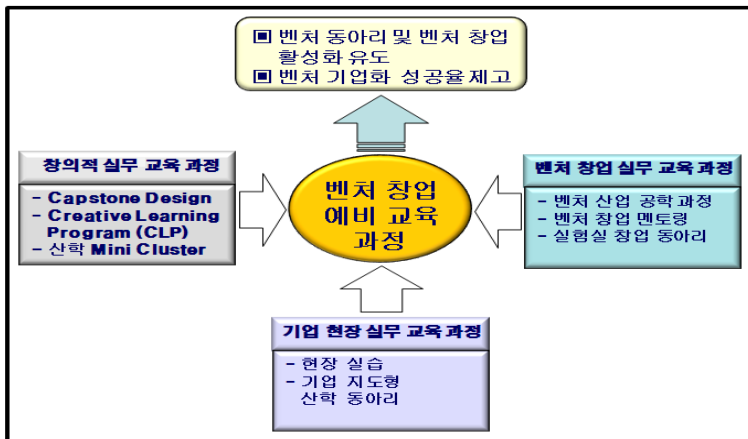 ▣ 벤처 동아리 및 벤처 창업
활성화 유도
▣ 벤처 기업화 성공율 제고
창의적 실무 교육 과정
- Capstone Design
- Creative Learning
Program (CLP)
- 산학 Mini Cluster
벤처 창업
예비 교육
과정
벤처 창업 실무 교육 과정
- 벤처 산업 공학 과정
- 벤처 창업 멘토링
- 실험실 창업 동아리
기업 현장 실무 교육 과정
- 현장 실습
- 기업 지도형
산학 동아리